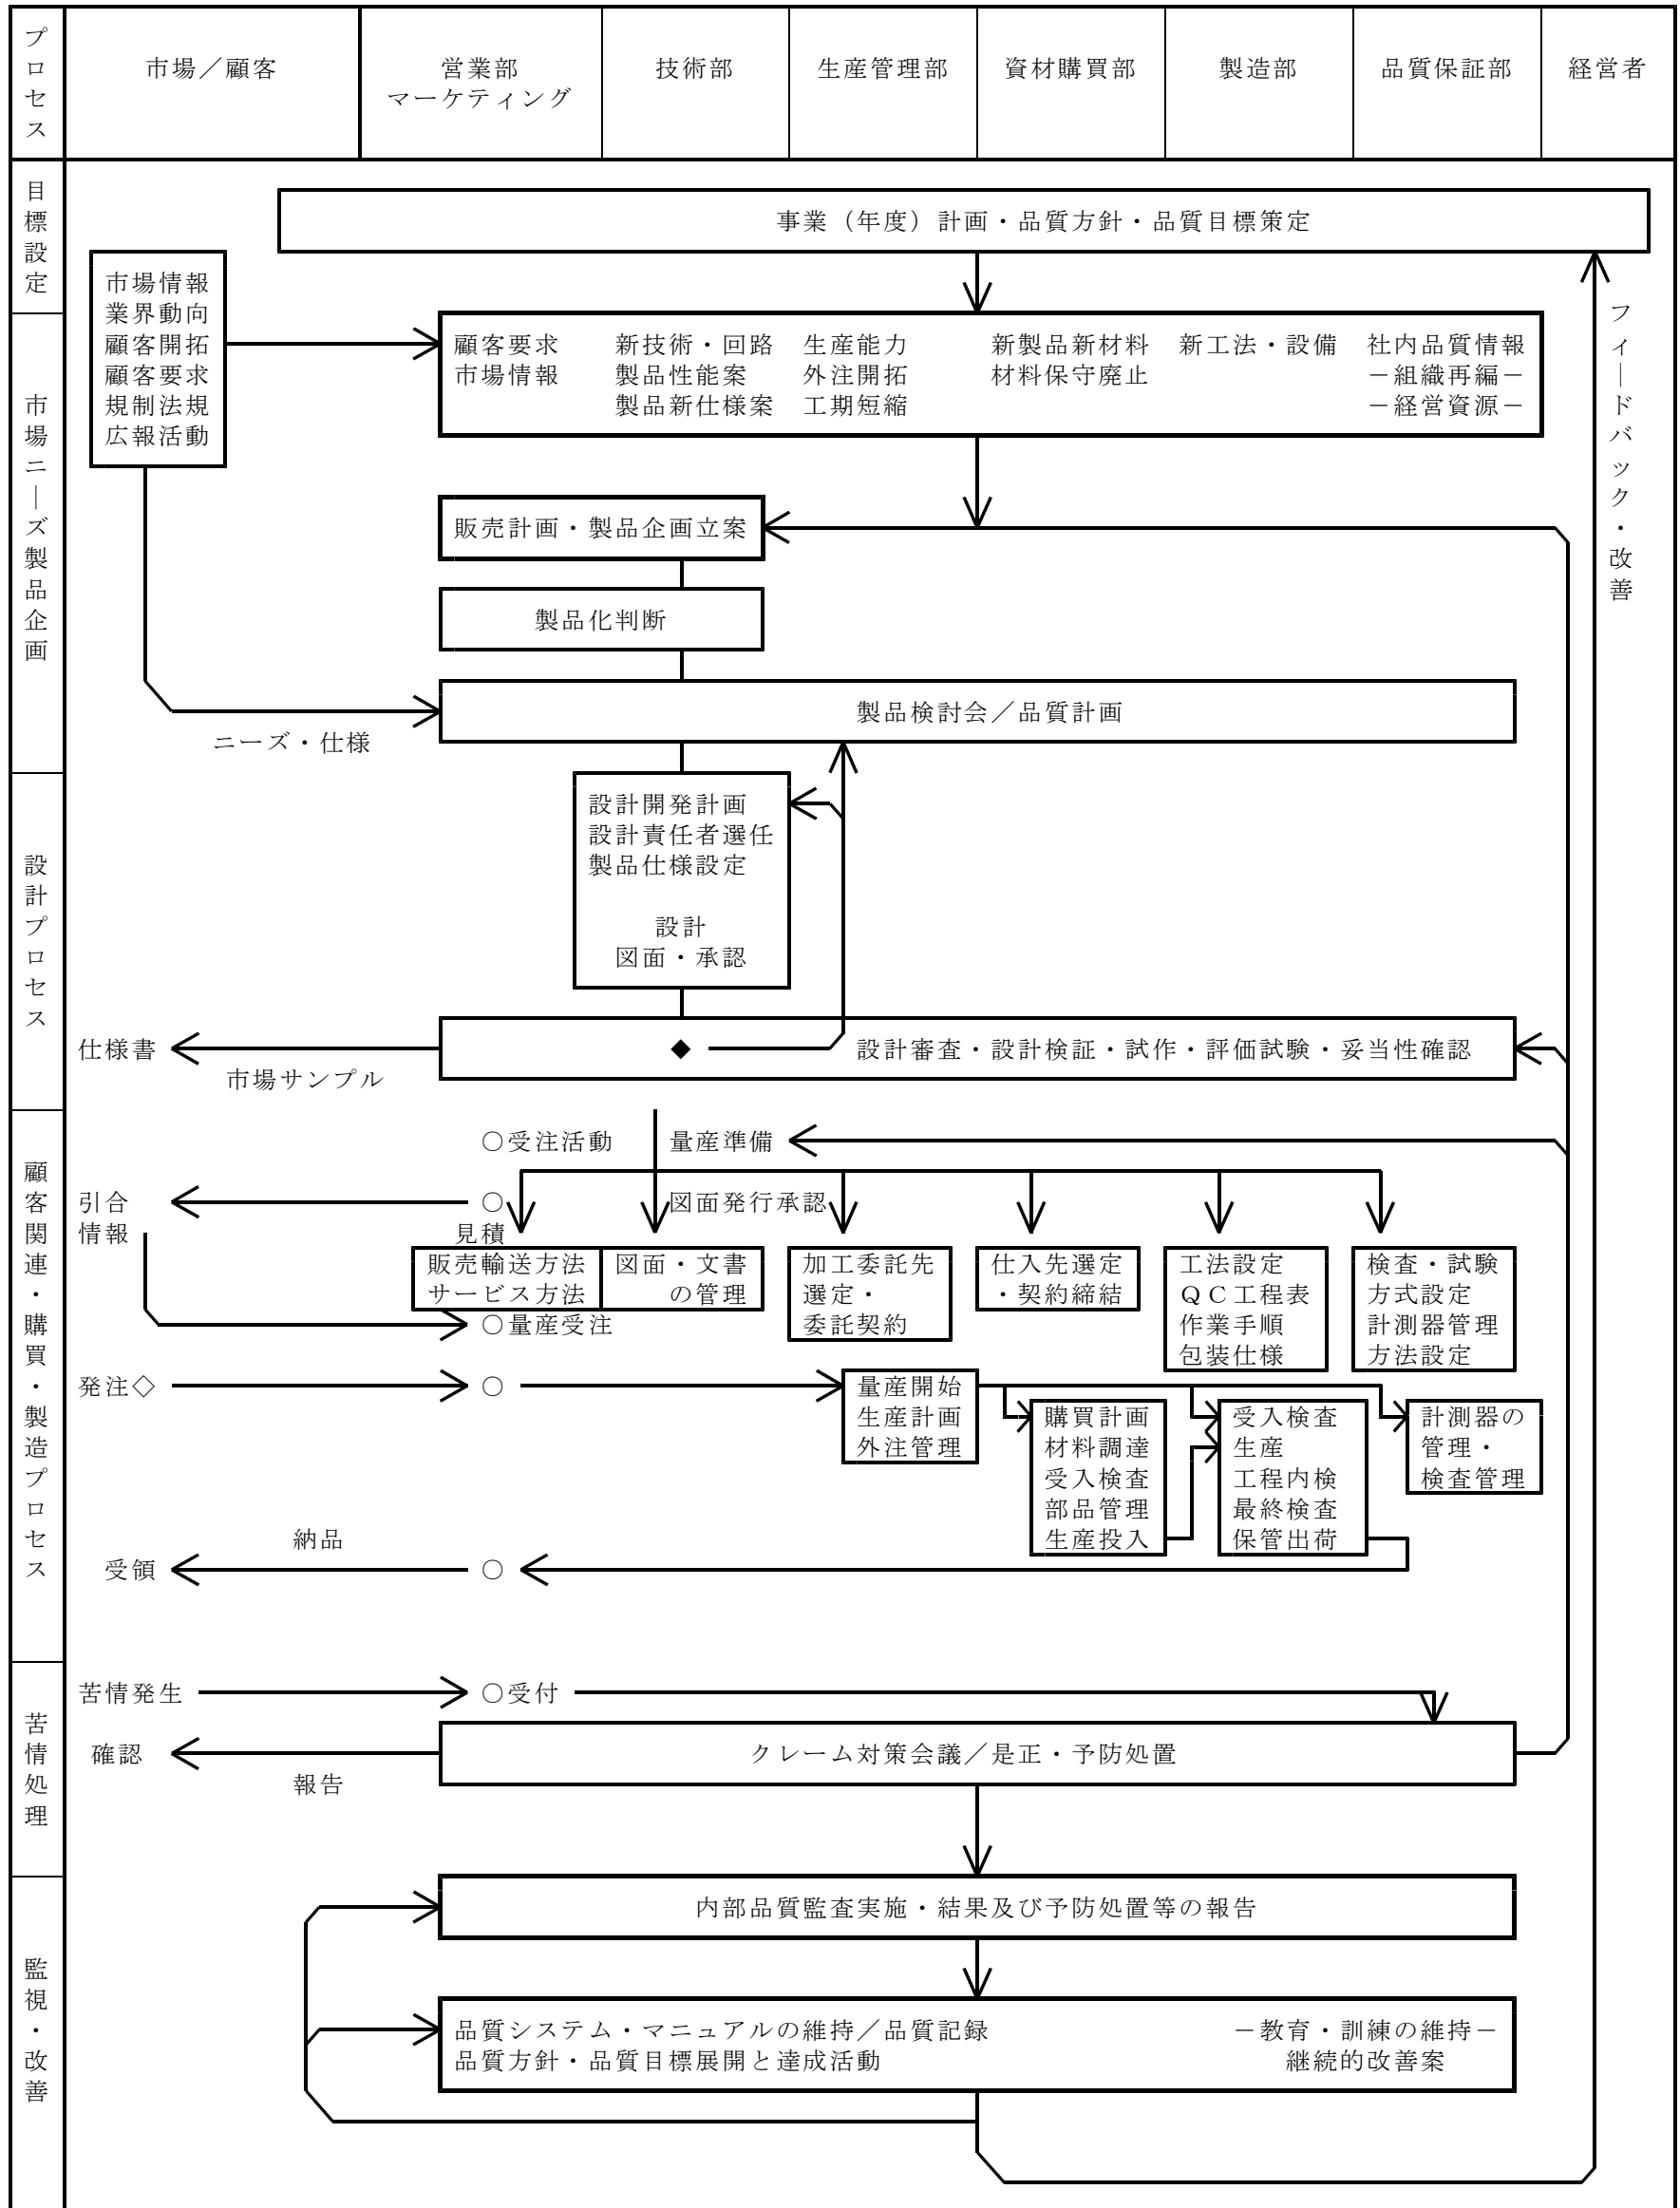 プロセス
市場／顧客
営業部
マーケティング
技術部
生産管理部
資材購買部
製造部
品質保証部
経営者
目標設定
事業（年度）計画・品質方針・品質目標策定
市場情報
業界動向
顧客開拓
顧客要求
規制法規
広報活動
フィードバック・改善
市場ニーズ製品企画
顧客要求
市場情報
新技術・回路
製品性能案
製品新仕様案
生産能力
外注開拓
工期短縮
新製品新材料
材料保守廃止
新工法・設備
社内品質情報
－組織再編－
－経営資源－
販売計画・製品企画立案
製品化判断
製品検討会／品質計画
ニーズ・仕様
設計プロセス
設計開発計画
設計責任者選任
製品仕様設定
設計
図面・承認
仕様書
◆
設計審査・設計検証・試作・評価試験・妥当性確認
市場サンプル
顧客関連・購買・製造プロセス
○受注活動
量産準備
引合
情報
○
見積
図面発行承認
販売輸送方法
サービス方法
図面・文書
の管理
加工委託先
選定・
委託契約
仕入先選定
・契約締結
工法設定
ＱＣ工程表
作業手順
包装仕様
検査・試験
方式設定
計測器管理
方法設定
○量産受注
発注◇
○
量産開始
生産計画
外注管理
購買計画
材料調達
受入検査
部品管理
生産投入
受入検査
生産
工程内検
最終検査
保管出荷
計測器の
管理・
検査管理
納品
受領
○
苦情処理
苦情発生
○受付
確認
クレーム対策会議／是正・予防処置
報告
監視・改善
内部品質監査実施・結果及び予防処置等の報告
品質システム・マニュアルの維持／品質記録
品質方針・品質目標展開と達成活動
－教育・訓練の維持－
継続的改善案